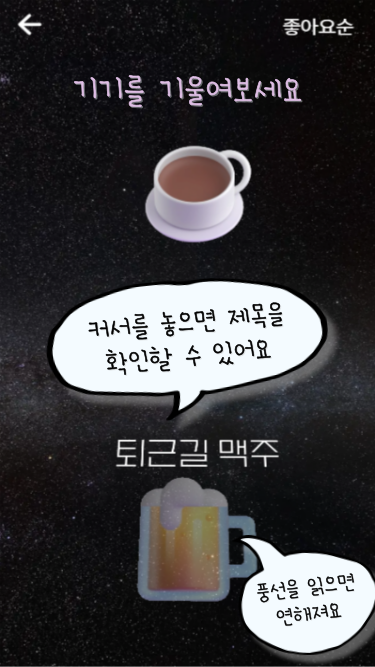 좋아요순
기기를 기울여보세요
커서를 놓으면 제목을
확인할 수 있어요
퇴근길 맥주
풍선을 읽으면
연해져요